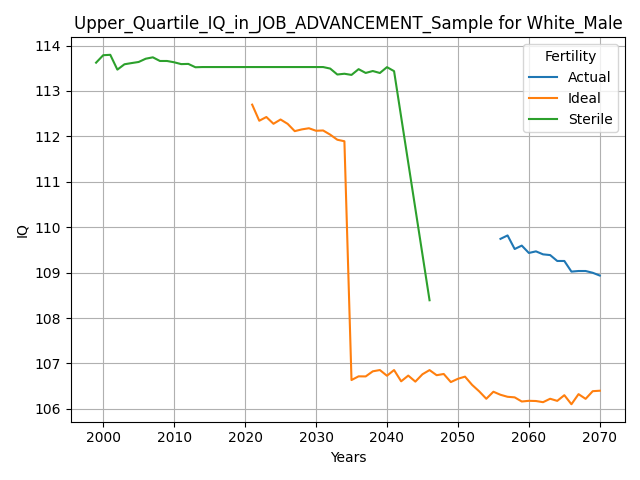 Upper_Quartile_IQ_in_JOB_ADVANCEMENT_Sample for White_Male
Fertility
Actual
Ideal
Sterile
IQ
114
113
112
111
110
109
108
107
106
2000
2010
2020
2030
2040
2050
2060
2070
Years